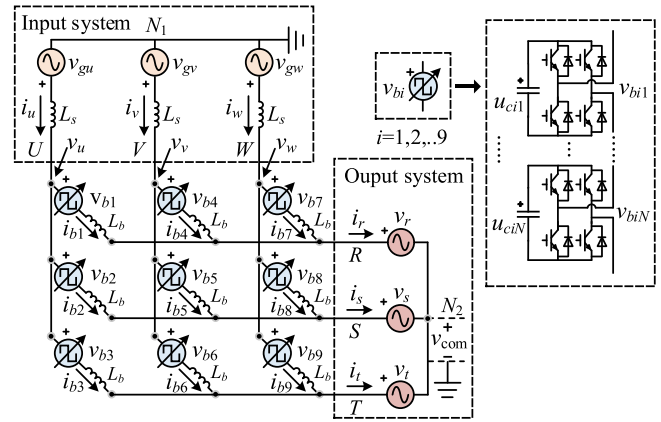 Input system
N1
vgu
vgv
vgw
iu
Ls
iv
Ls
iw
Ls
U
vu
V
vv
W
vw
vbi
i=1,2,..9
uci1
vbi1
uciN
vbiN
Ouput system
vb1
Lb
ib1
vb4
Lb
ib4
vb7
Lb
ib7
ir
vr
R
vb2
Lb
ib2
vb5
Lb
ib5
vb8
Lb
ib8
is
vs
S
N2
vcom
vb3
Lb
ib3
vb6
Lb
ib6
vb9
Lb
ib9
it
vt
T